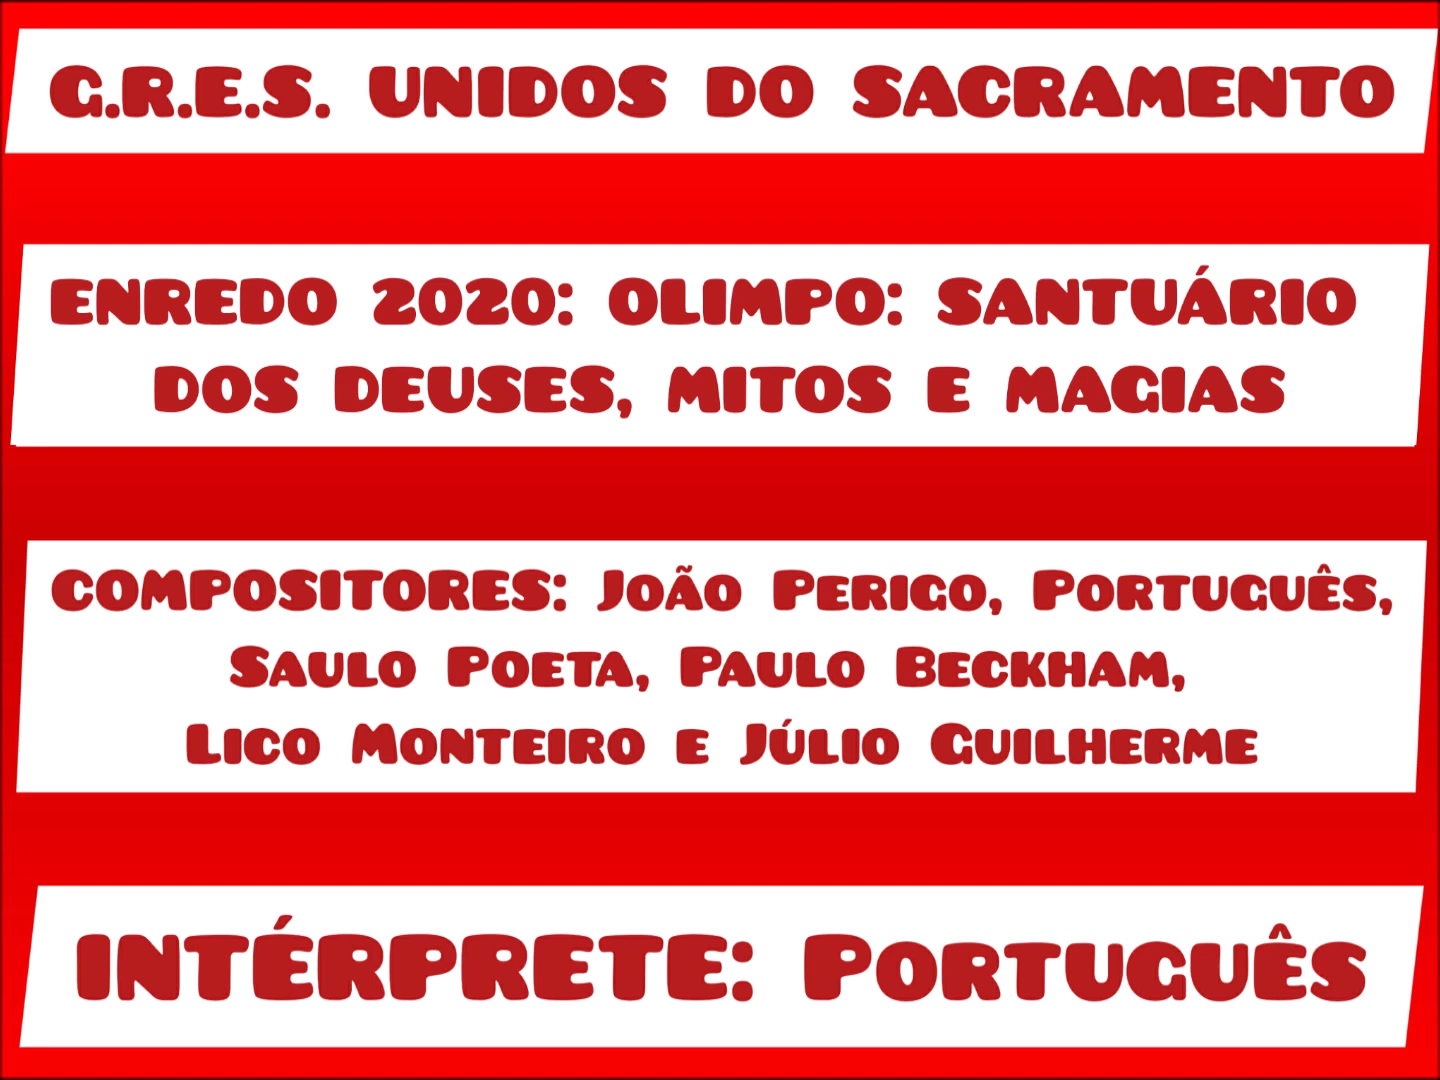 G.R.E.S. UNIDOS DO SACRAMENTO
ENREDO 2020: OLIMPO: SANTUÁRIO
DOS DEUSES, MITOS E MAGIAS
COMPOSITORES: João Perigo, Português,
Saulo Poeta, Paulo Beckham,
Lico Monteiro e Júlio Guilherme
INTÉRPRETE: Português